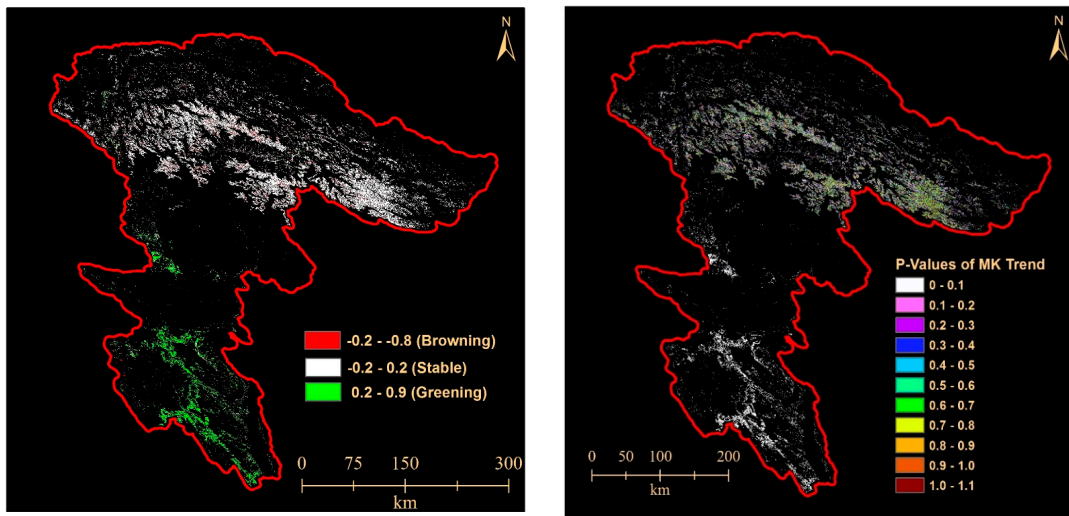 N
-0.2 - -0.8 (Browning)
-0.2 - 0.2 (Stable)
0.2 - 0.9 (Greening)
0 75 150 300
km
N
P-Values of MK Trend
0 - 0.1
0.1 - 0.2
0.2 - 0.3
0.3 - 0.4
0.4 - 0.5
0.5 - 0.6
0.6 - 0.7
0.7 - 0.8
0.8 - 0.9
0.9 - 1.0
1.0 - 1.1
0 50 100 200
km